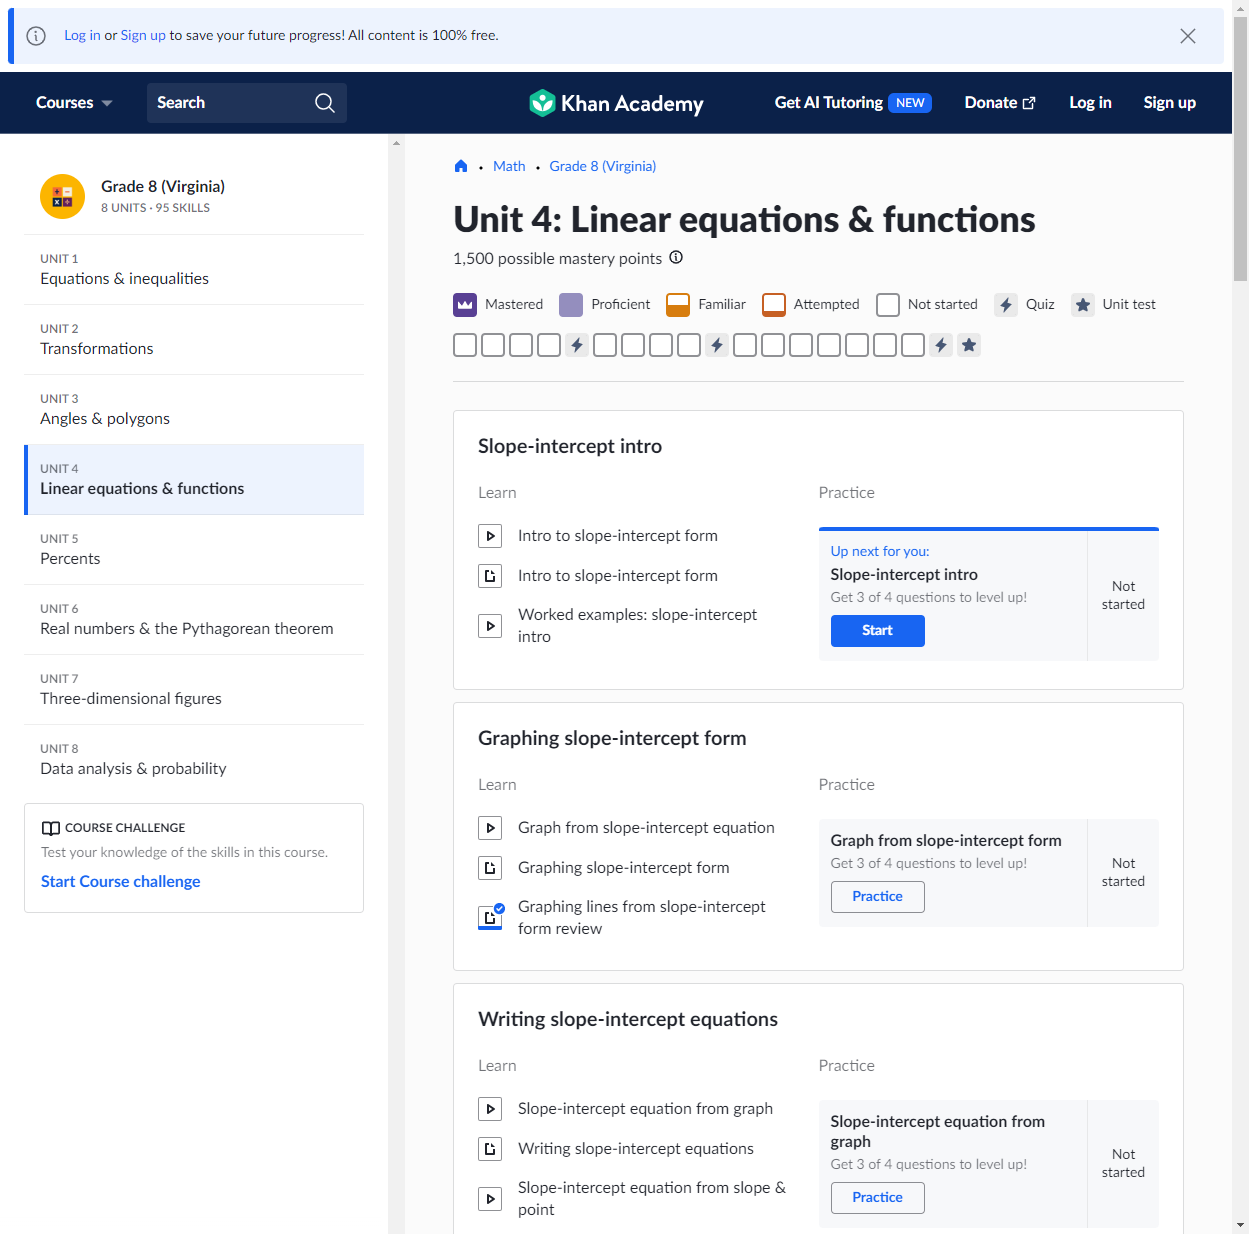 Log in or Sign up to save your future progress! All content is 100% free.
Courses
Search
Khan Academy
Get AI Tutoring NEW
Donate
Log in
Sign up
Grade 8 (Virginia)
8 UNITS · 95 SKILLS
UNIT 1
Equations & inequalities
UNIT 2
Transformations
UNIT 3
Angles & polygons
UNIT 4
Linear equations & functions
UNIT 5
Percents
UNIT 6
Real numbers & the Pythagorean theorem
UNIT 7
Three-dimensional figures
UNIT 8
Data analysis & probability
COURSE CHALLENGE
Test your knowledge of the skills in this course.
Start Course challenge
Math • Grade 8 (Virginia)
Unit 4: Linear equations & functions
1,500 possible mastery points
Mastered
Proficient
Familiar
Attempted
Not started
Quiz
Unit test
Slope-intercept intro
Learn
Intro to slope-intercept form
Intro to slope-intercept form
Worked examples: slope-intercept
intro
Practice
Up next for you:
Slope-intercept intro
Get 3 of 4 questions to level up!
Start
Not
started
Graphing slope-intercept form
Learn
Graph from slope-intercept equation
Graphing slope-intercept form
Graphing lines from slope-intercept
form review
Practice
Graph from slope-intercept form
Get 3 of 4 questions to level up!
Practice
Not
started
Writing slope-intercept equations
Learn
Slope-intercept equation from graph
Writing slope-intercept equations
Slope-intercept equation from slope &
point
Practice
Slope-intercept equation from
graph
Get 3 of 4 questions to level up!
Practice
Not
started